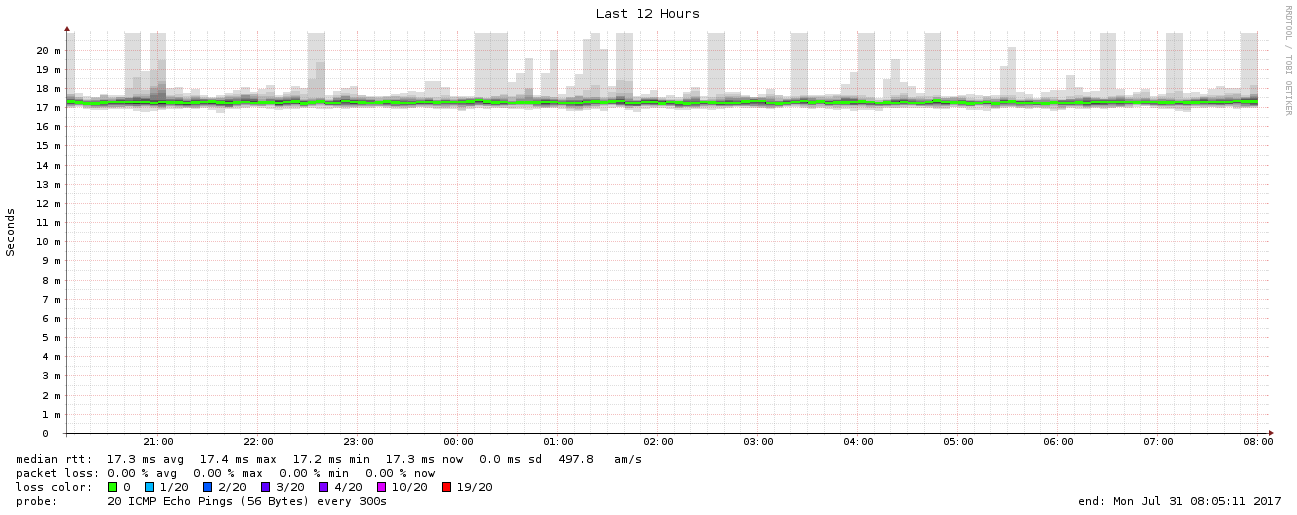 Last 12 Hours
RRDTOOL / TOBI OETIKER
Seconds
20 m
19 m
18 m
17 m
16 m
15 m
14 m
13 m
12 m
11 m
10 m
9 m
8 m
7 m
6 m
5 m
4 m
3 m
2 m
1 m
0
21:00 22:00 23:00 00:00 01:00 02:00 03:00 04:00 05:00 06:00 07:00 08:00
median rtt: 17.3 ms avg 17.4 ms max 17.2 ms min 17.3 ms now 0.0 ms sd 497.8 am/s
packet loss: 0.00 % avg 0.00 % max 0.00 % min 0.00 % now
loss color: 0 1/20 2/20 3/20 4/20 10/20 19/20
probe: 20 ICMP Echo Pings (56 Bytes) every 300s end: Mon Jul 31 08:05:11 2017